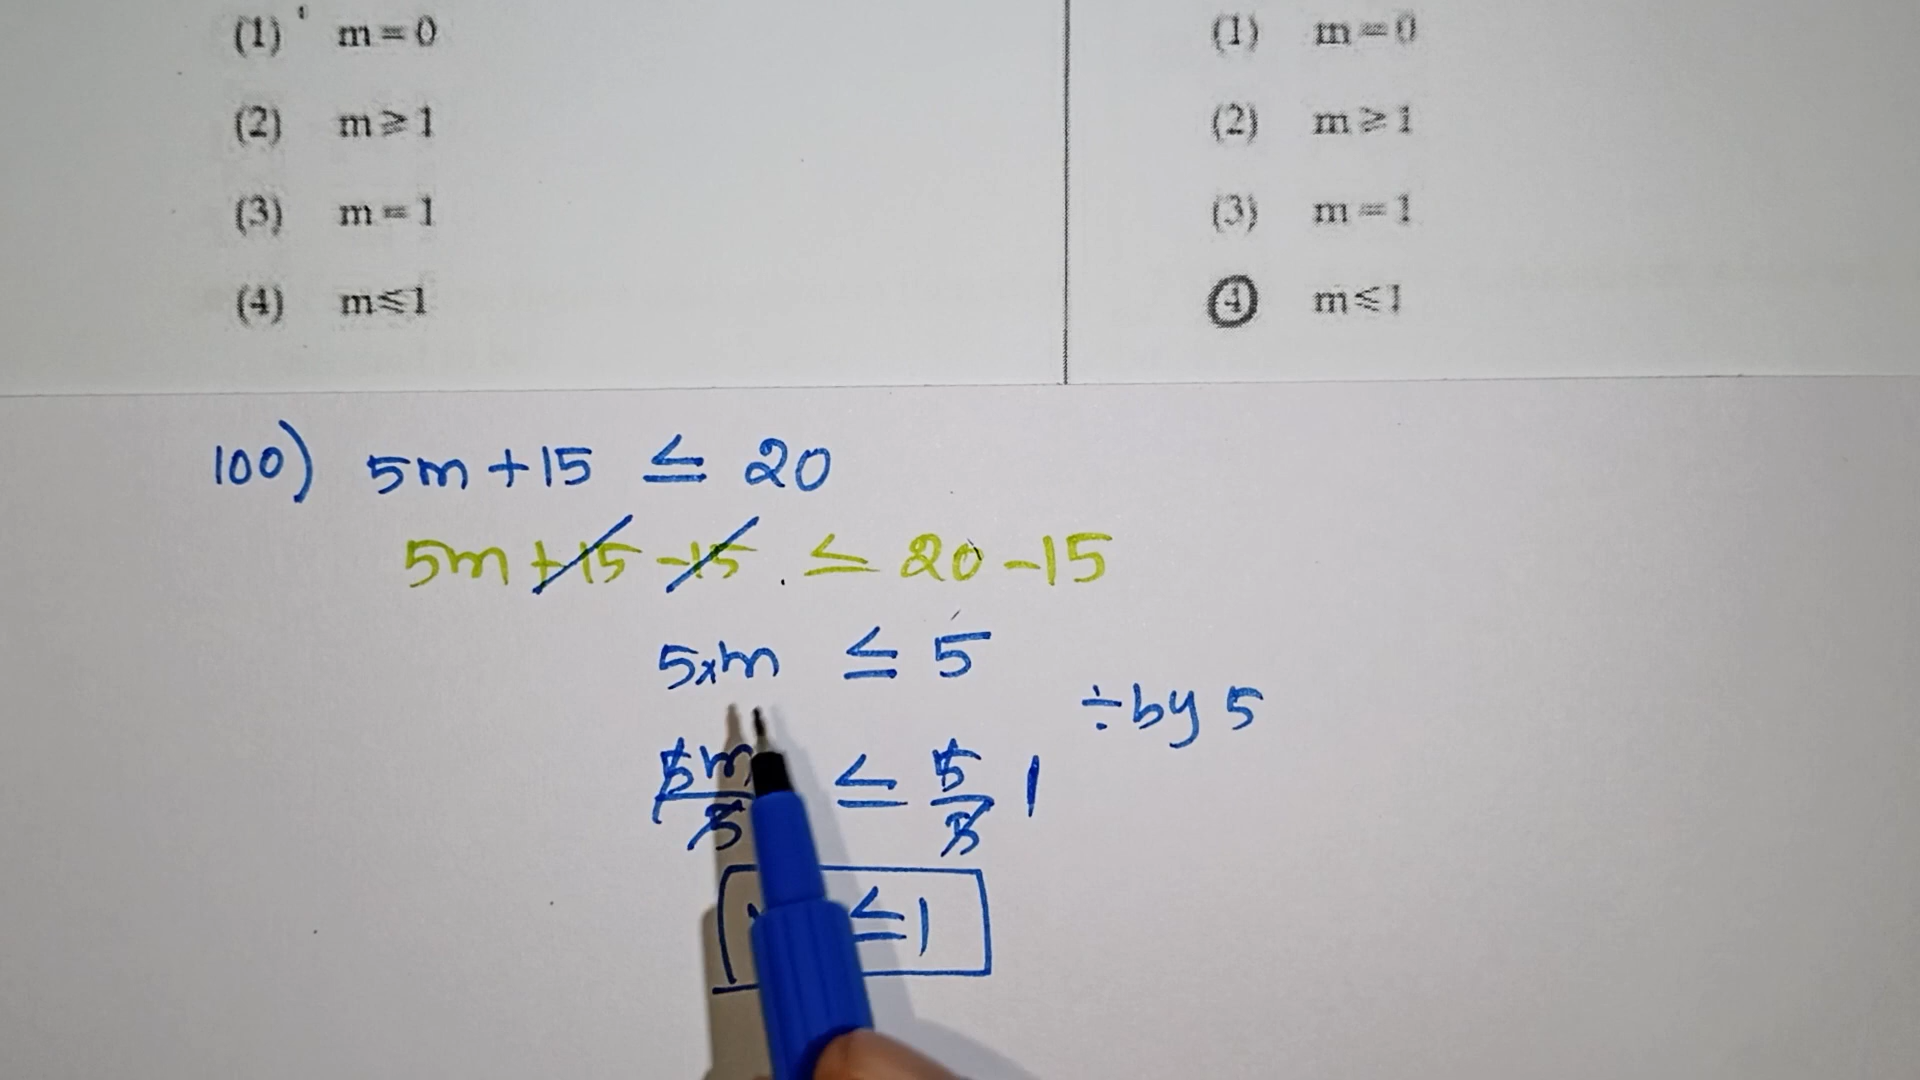 (1) m = 0
(2) m ⩾ 1
(3) m = 1
(4) m ⩽ 1
(1) m = 0
(2) m ⩾ 1
(3) m = 1
(4) m ⩽ 1
100) 5m + 15 ≤ 20
5m + 15 - 15 ≤ 20 - 15
5×m ≤ 5
÷ by 5
5m/5 ≤ 5/5 1
≤ 1